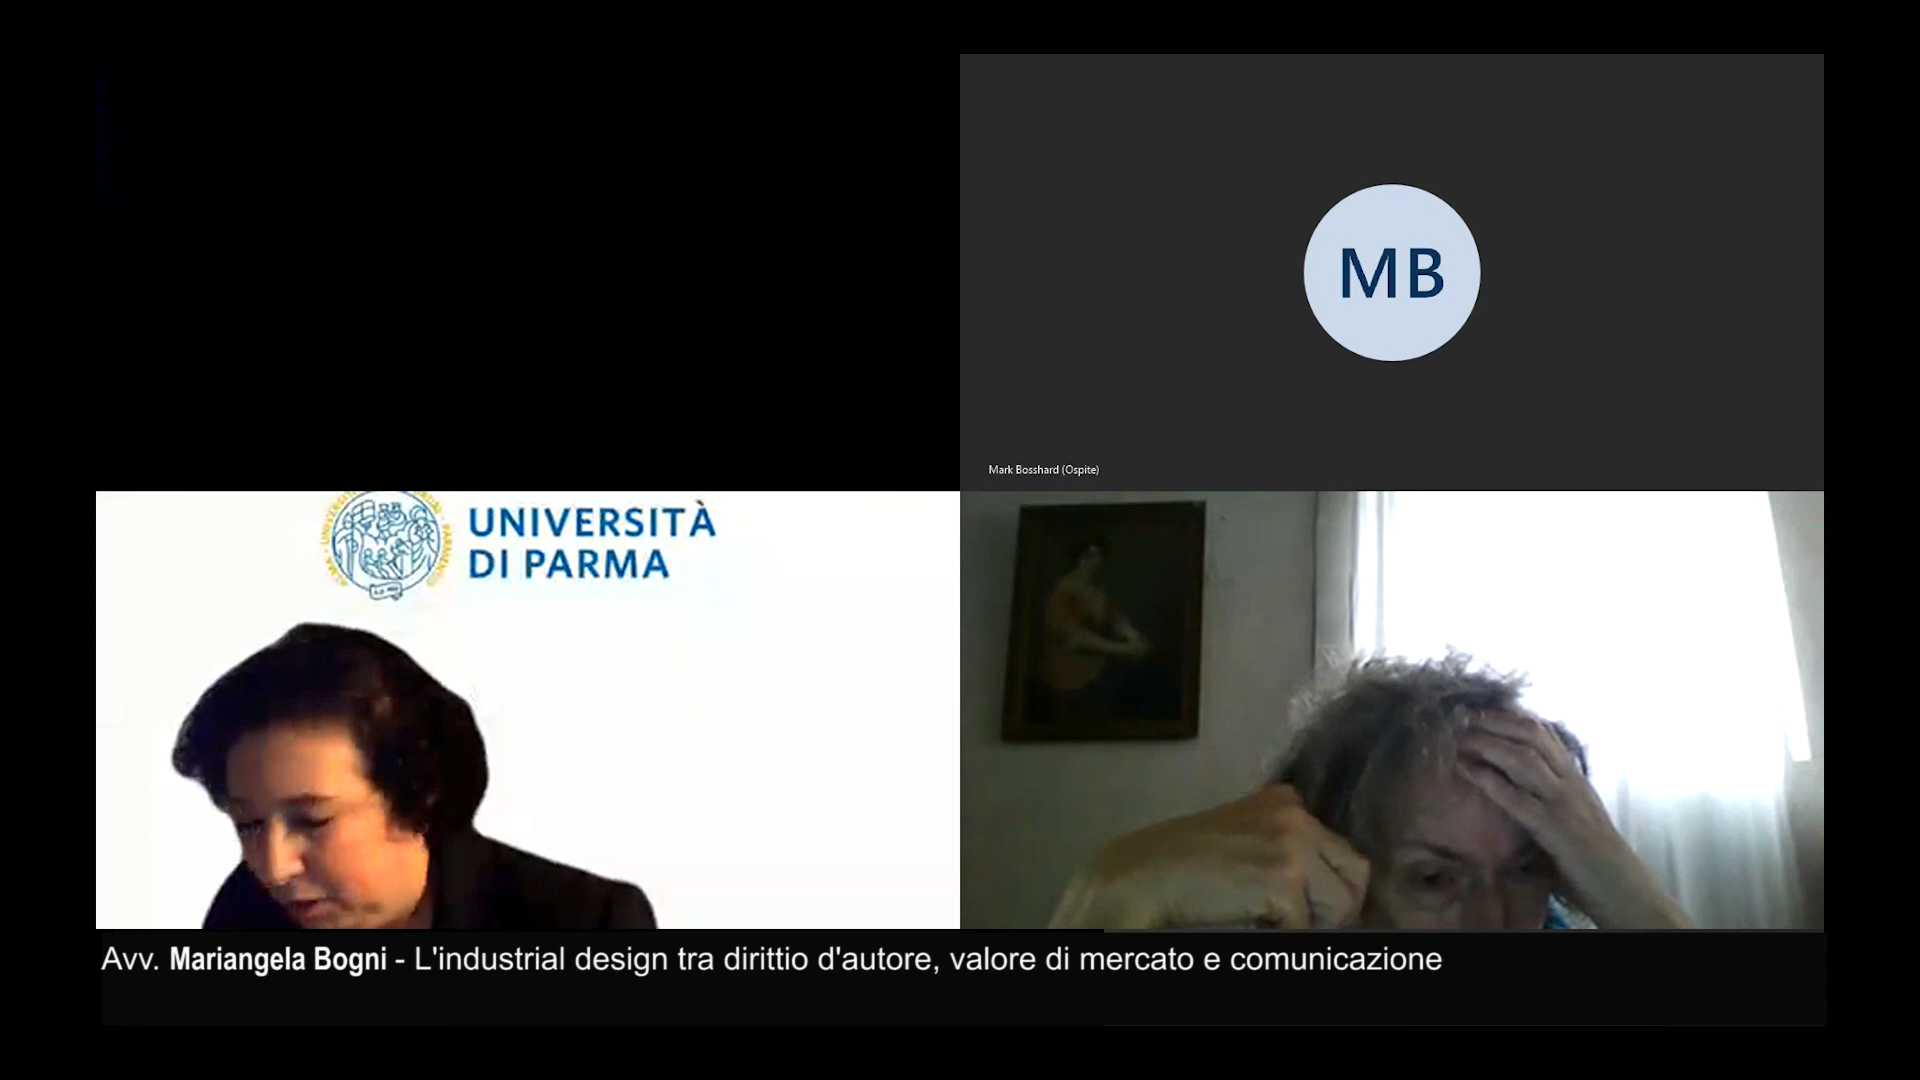 MB
Mark Bosshard (Ospite)
UNIVERSITÀ
DI PARMA
Avv. Mariangela Bogni - L'industrial design tra dirittio d'autore, valore di mercato e comunicazione